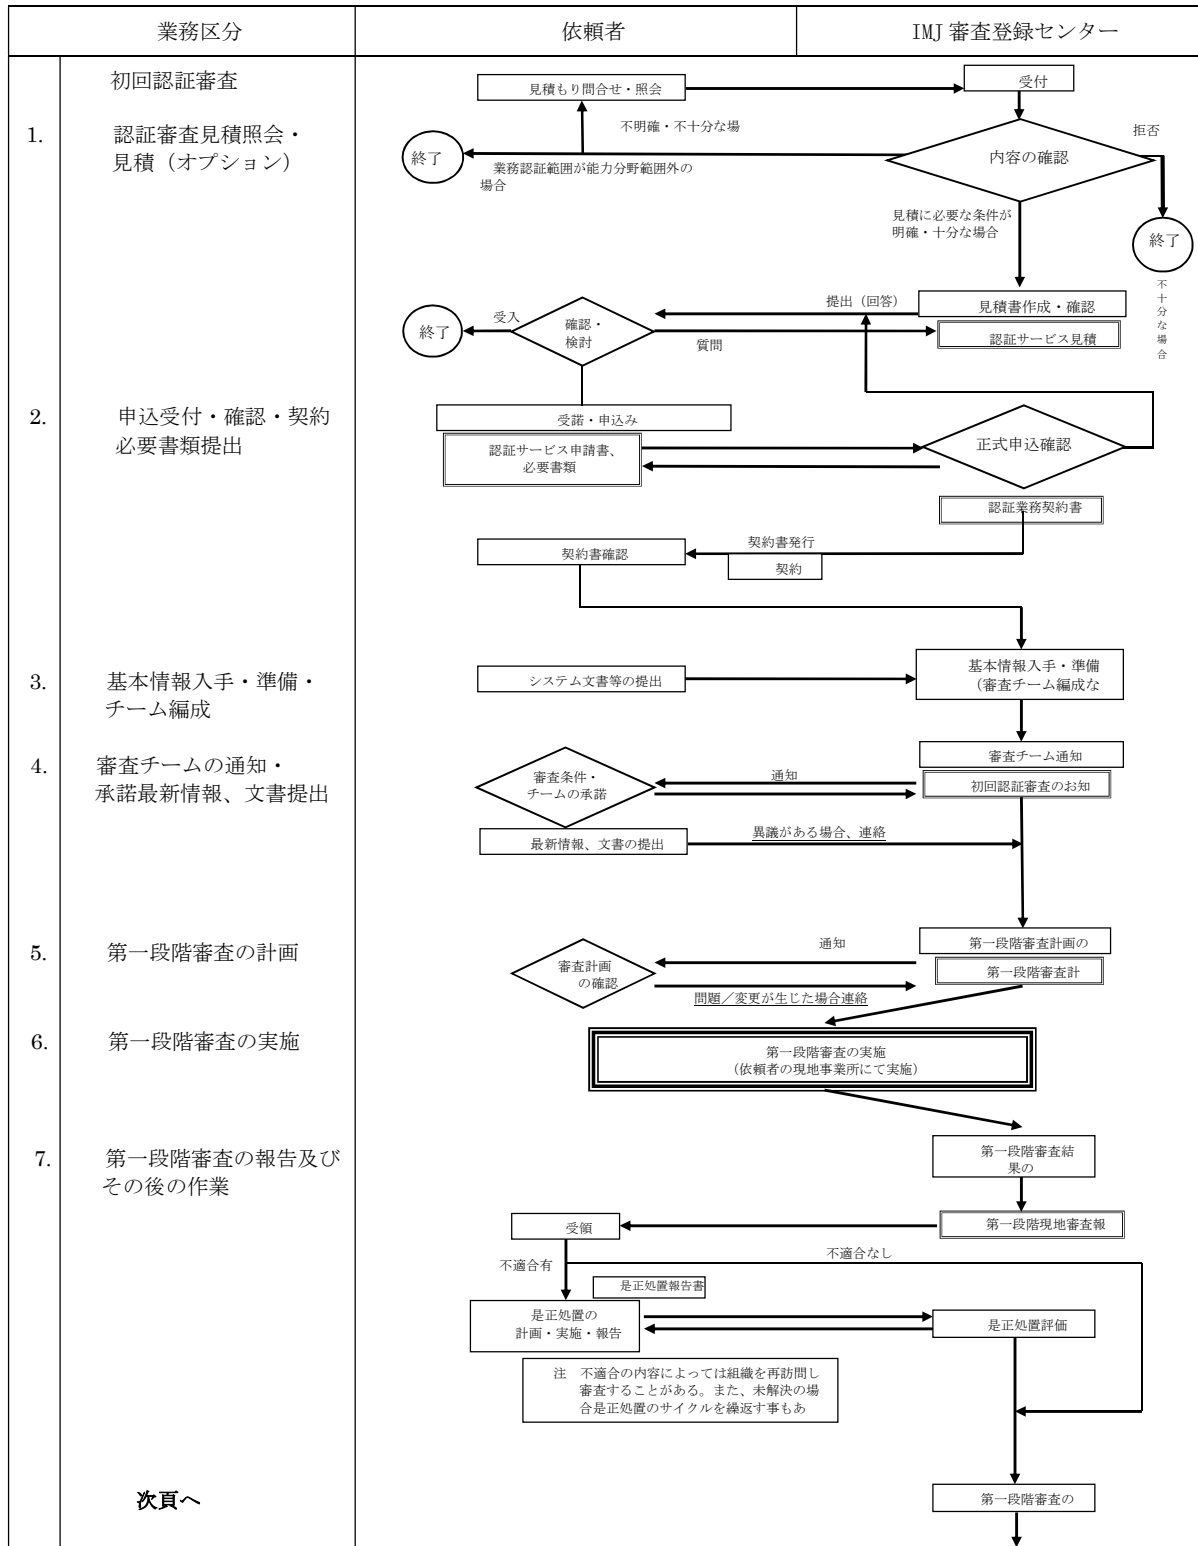 業務区分
依頼者
IMJ 審査登録センター
初回認証審査
見積もり問合せ・照会
受付
1.
認証審査見積照会・
見積（オプション）
不明確・不十分な場
拒否
終了
内容の確認
業務認証範囲が能力分野範囲外の
場合
見積に必要な条件が
明確・十分な場合
終了
不十分な場合
提出（回答）
見積書作成・確認
終了
受入
確認・
検討
質問
認証サービス見積
2.
申込受付・確認・契約
必要書類提出
受諾・申込み
認証サービス申請書、
必要書類
正式申込確認
認証業務契約書
契約書発行
契約書確認
契約
3.
基本情報入手・準備・
チーム編成
システム文書等の提出
基本情報入手・準備
（審査チーム編成な
4.
審査チームの通知・
承諾最新情報、文書提出
審査チーム通知
審査条件・
チームの承諾
通知
初回認証審査のお知
最新情報、文書の提出
異議がある場合、連絡
5.
第一段階審査の計画
通知
第一段階審査計画の
審査計画
の確認
第一段階審査計
問題／変更が生じた場合連絡
6.
第一段階審査の実施
第一段階審査の実施
（依頼者の現地事業所にて実施）
7.
第一段階審査の報告及び
その後の作業
第一段階審査結
果の
受領
第一段階現地審査報
不適合有
不適合なし
是正処置報告書
是正処置の
計画・実施・報告
是正処置評価
注　不適合の内容によっては組織を再訪問し
審査することがある。また、未解決の場
合是正処置のサイクルを繰返す事もあ
次頁へ
第一段階審査の